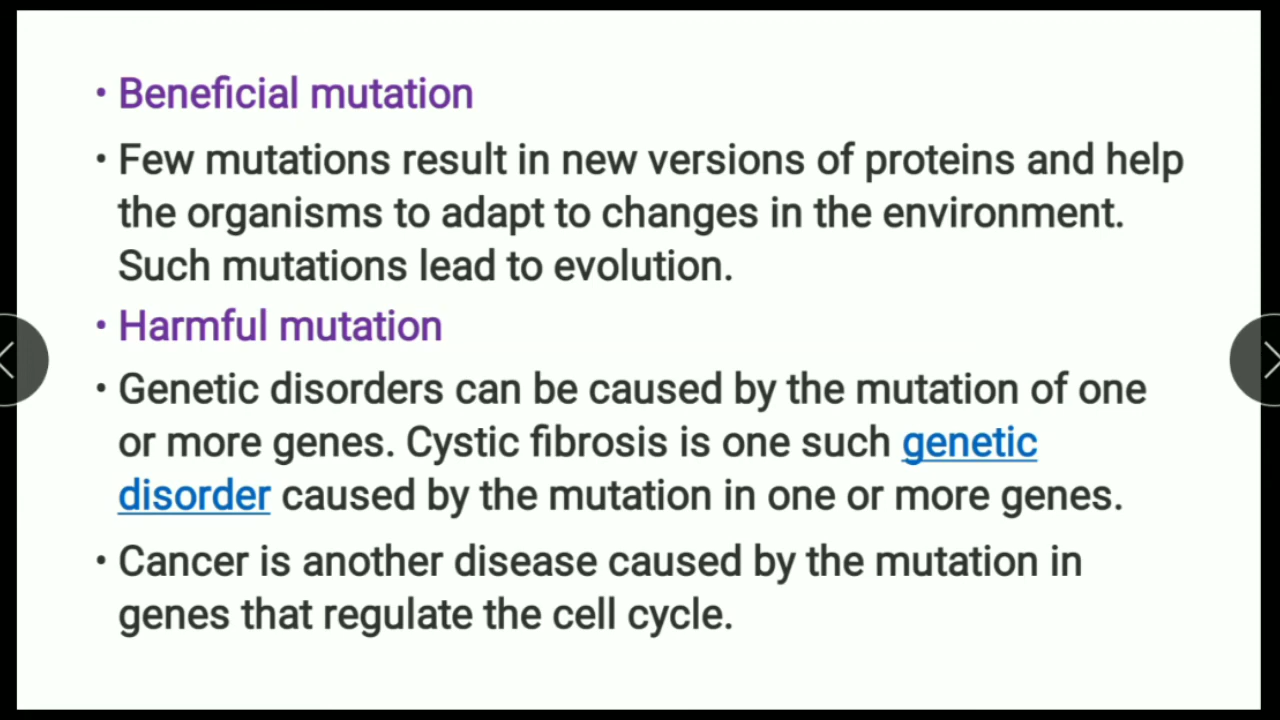 • Beneficial mutation
• Few mutations result in new versions of proteins and help
the organisms to adapt to changes in the environment.
Such mutations lead to evolution.
• Harmful mutation
• Genetic disorders can be caused by the mutation of one
or more genes. Cystic fibrosis is one such genetic
disorder caused by the mutation in one or more genes.
• Cancer is another disease caused by the mutation in
genes that regulate the cell cycle.